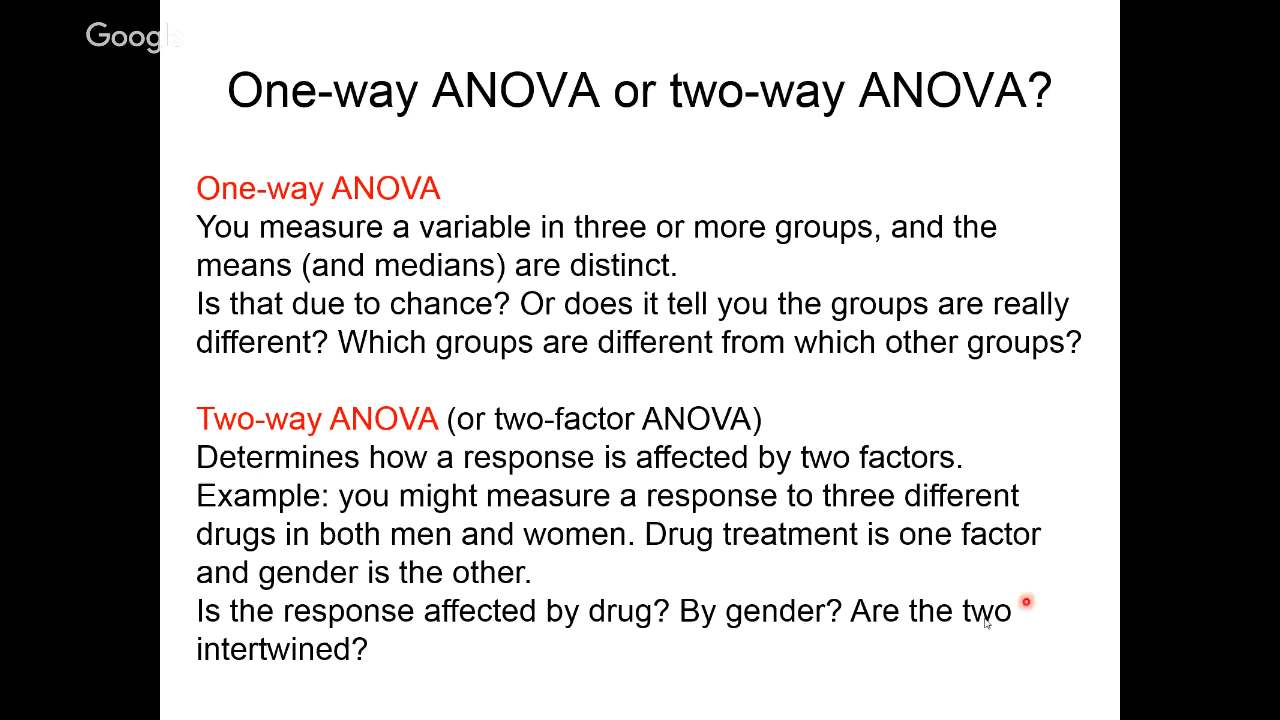 Google
One-way ANOVA or two-way ANOVA?
One-way ANOVA
You measure a variable in three or more groups, and the
means (and medians) are distinct.
Is that due to chance? Or does it tell you the groups are really
different? Which groups are different from which other groups?
Two-way ANOVA (or two-factor ANOVA)
Determines how a response is affected by two factors.
Example: you might measure a response to three different
drugs in both men and women. Drug treatment is one factor
and gender is the other.
Is the response affected by drug? By gender? Are the two
intertwined?